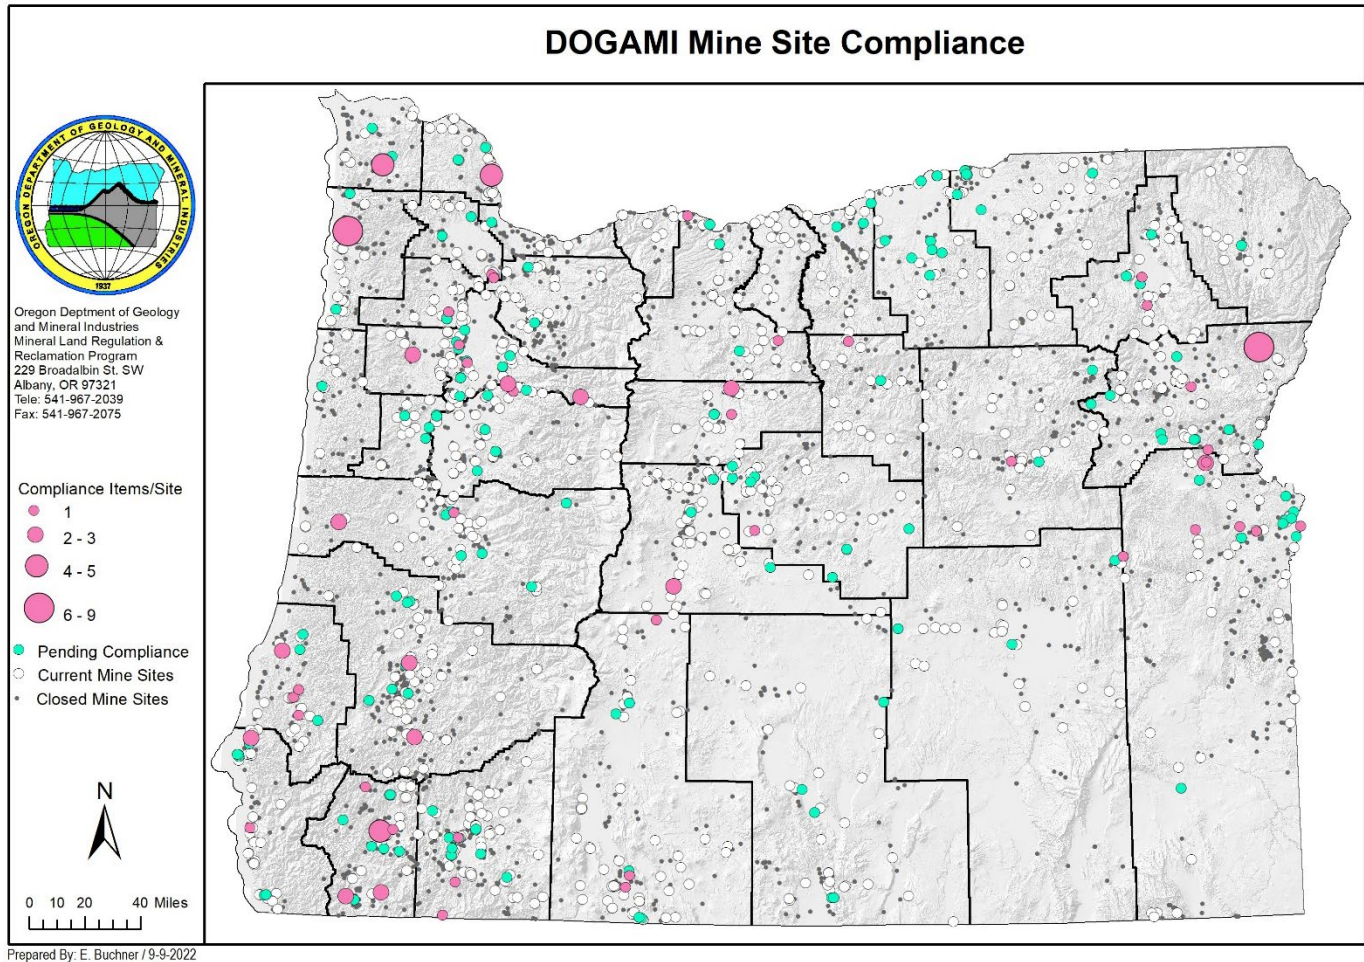 DOGAMI Mine Site Compliance
OREGON DEPARTMENT OF GEOLOGY AND MINERAL INDUSTRIES
1937
Oregon Deptment of Geology
and Mineral Industries
Mineral Land Regulation &
Reclamation Program
229 Broadalbin St. SW
Albany, OR 97321
Tele: 541-967-2039
Fax: 541-967-2075
Compliance Items/Site
1
2 - 3
4 - 5
6 - 9
Pending Compliance
Current Mine Sites
Closed Mine Sites
N
0 10 20 40 Miles
Prepared By: E. Buchner / 9-9-2022